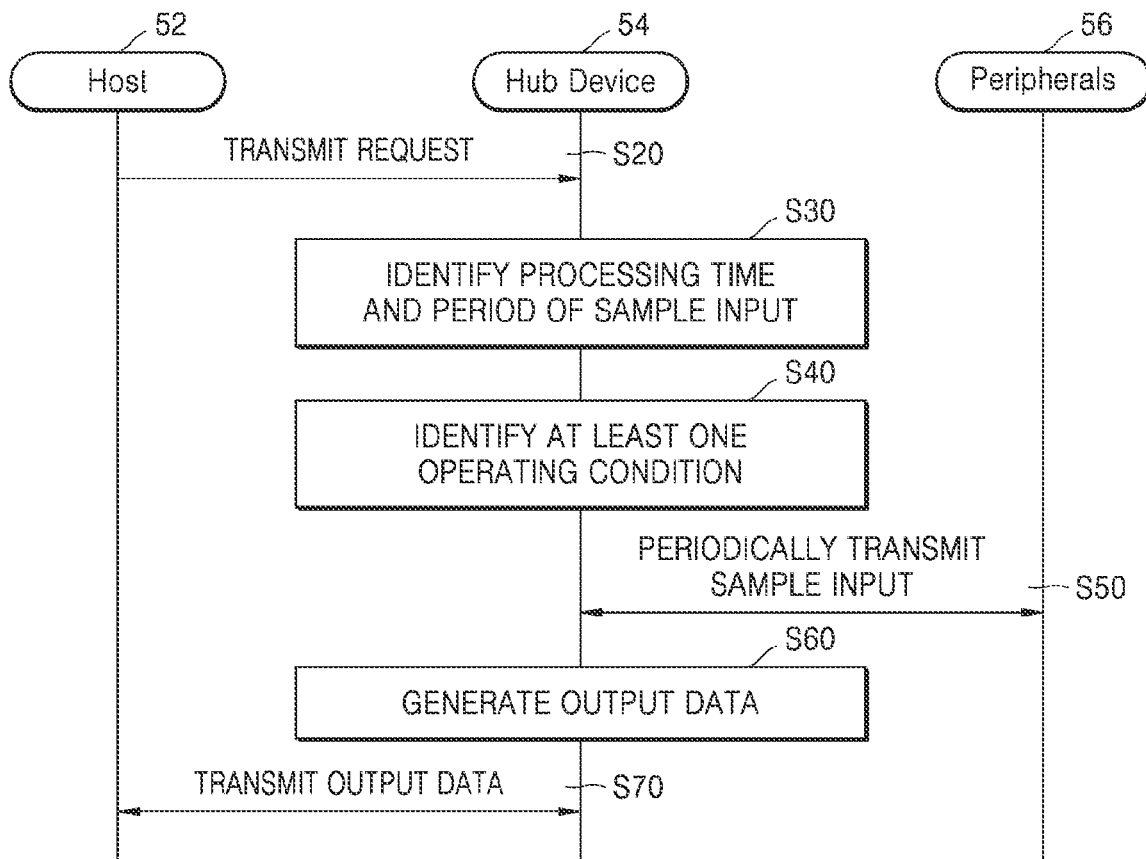 52
54
56
Host
Hub Device
Peripherals
TRANSMIT REQUEST
S20
S30
IDENTIFY PROCESSING TIME
AND PERIOD OF SAMPLE INPUT
S40
IDENTIFY AT LEAST ONE
OPERATING CONDITION
PERIODICALLY TRANSMIT
SAMPLE INPUT
S50
S60
GENERATE OUTPUT DATA
TRANSMIT OUTPUT DATA
S70